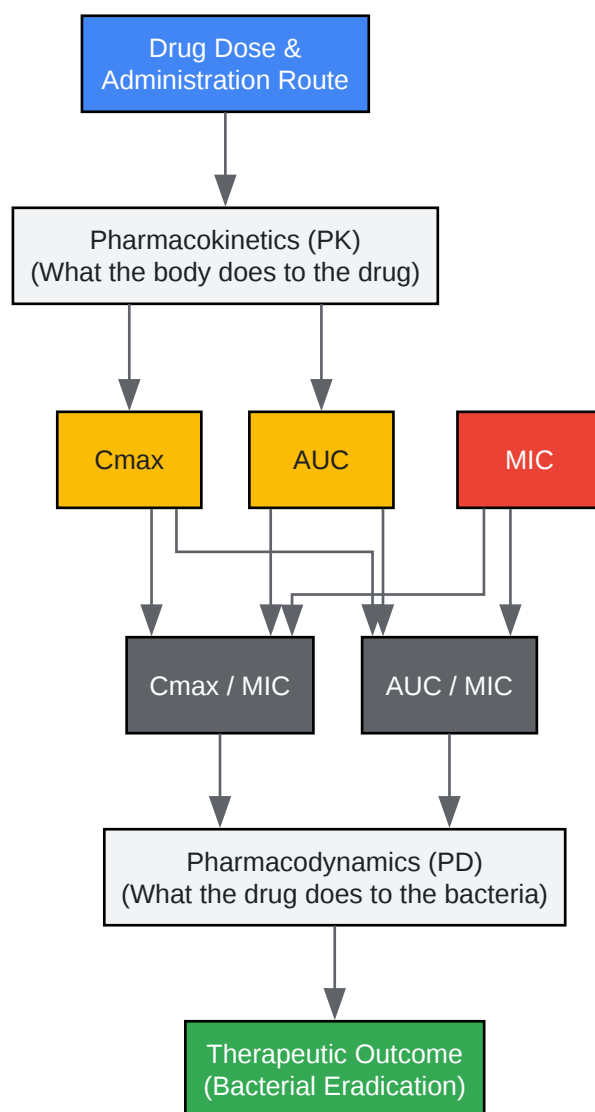 Drug Dose &
Administration Route
Pharmacokinetics (PK)
(What the body does to the drug)
Cmax
AUC
MIC
Cmax / MIC
AUC / MIC
Pharmacodynamics (PD)
(What the drug does to the bacteria)
Therapeutic Outcome
(Bacterial Eradication)